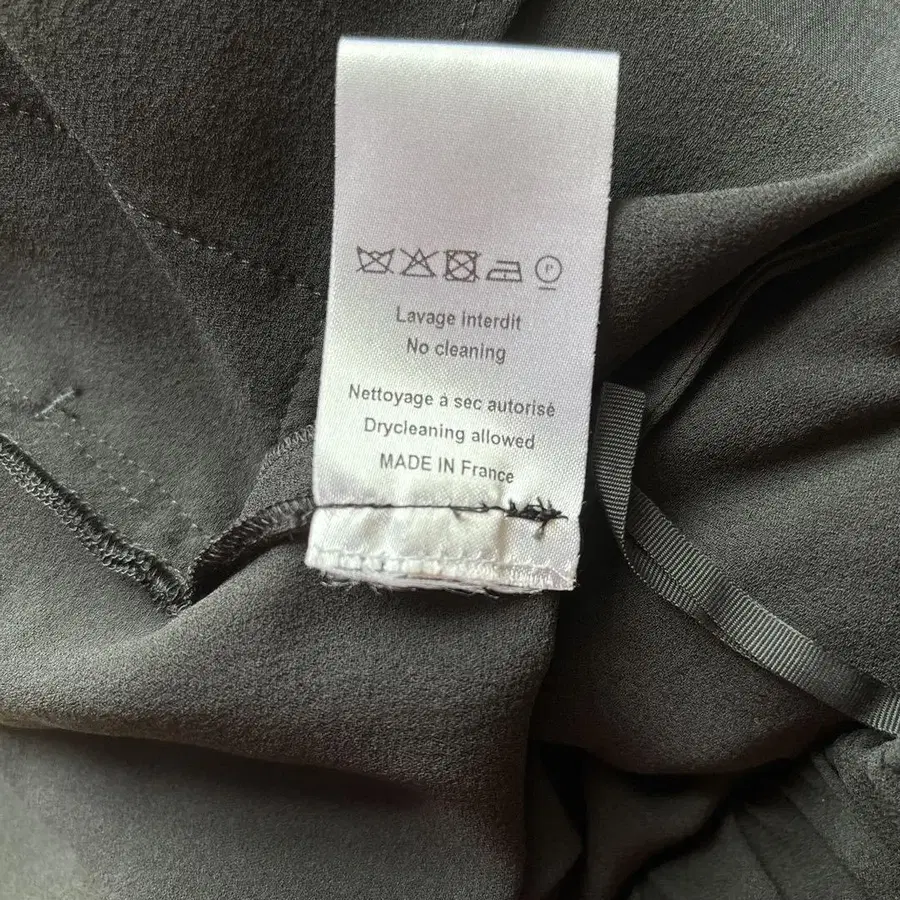 P
Lavage interdit
No cleaning
Nettoyage à sec autorisé
Drycleaning allowed
MADE IN France